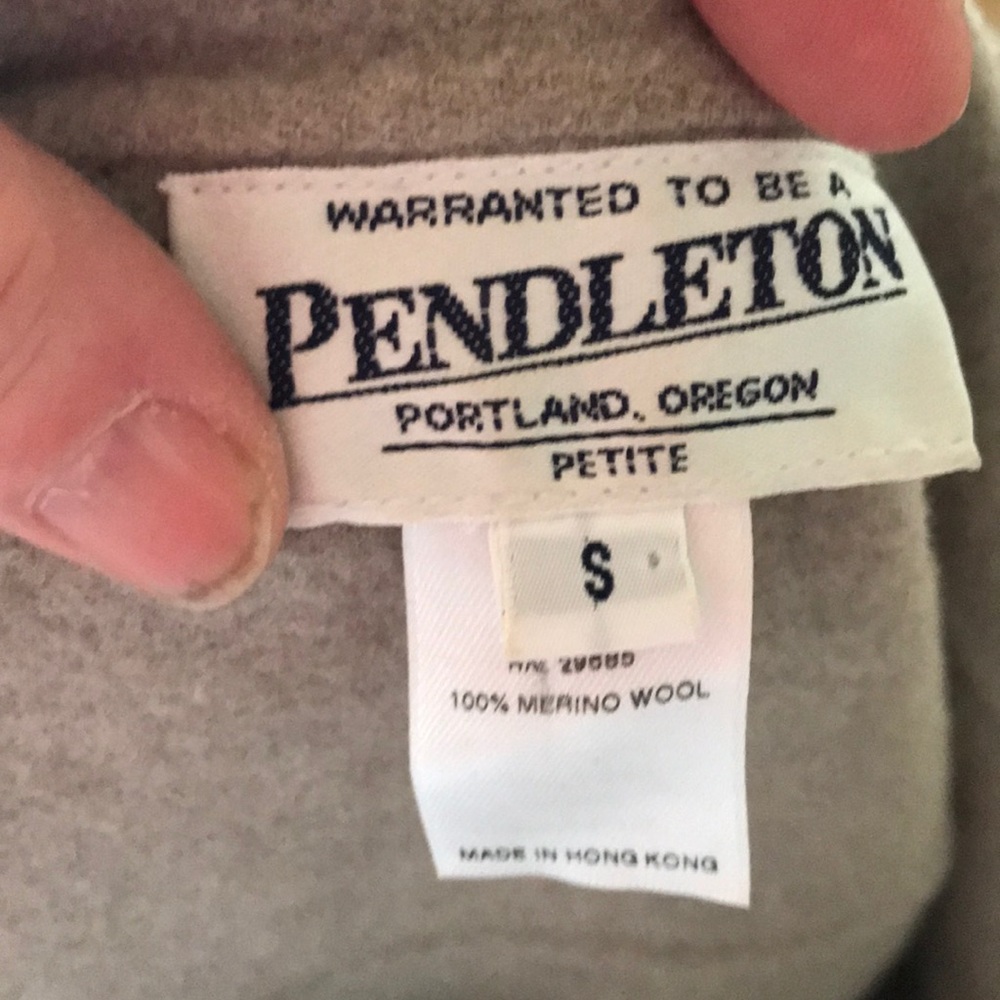 WARRANTED TO BE A
PENDLETON
PORTLAND, OREGON
PETITE
S
100% MERINO WOOL
MADE IN HONG KONG